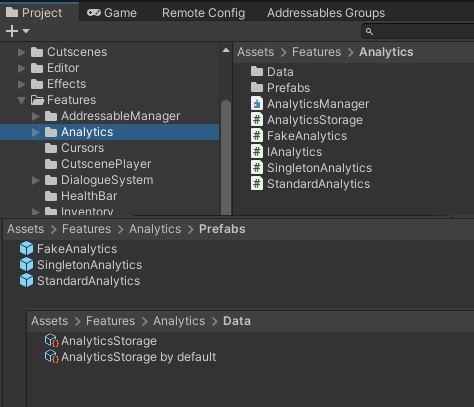 Project Game Remote Config Addressables Groups
Cutscenes
Editor
Effects
Features
AddressableManager
Analytics
Cursors
CutscenePlayer
DialogueSystem
HealthBar
Inventory
Assets > Features > Analytics
Data
Prefabs
AnalyticsManager
AnalyticsStorage
FakeAnalytics
IAnalytics
SingletonAnalytics
StandardAnalytics
Assets > Features > Analytics > Prefabs
FakeAnalytics
SingletonAnalytics
StandardAnalytics
Assets > Features > Analytics > Data
AnalyticsStorage
AnalyticsStorage by default